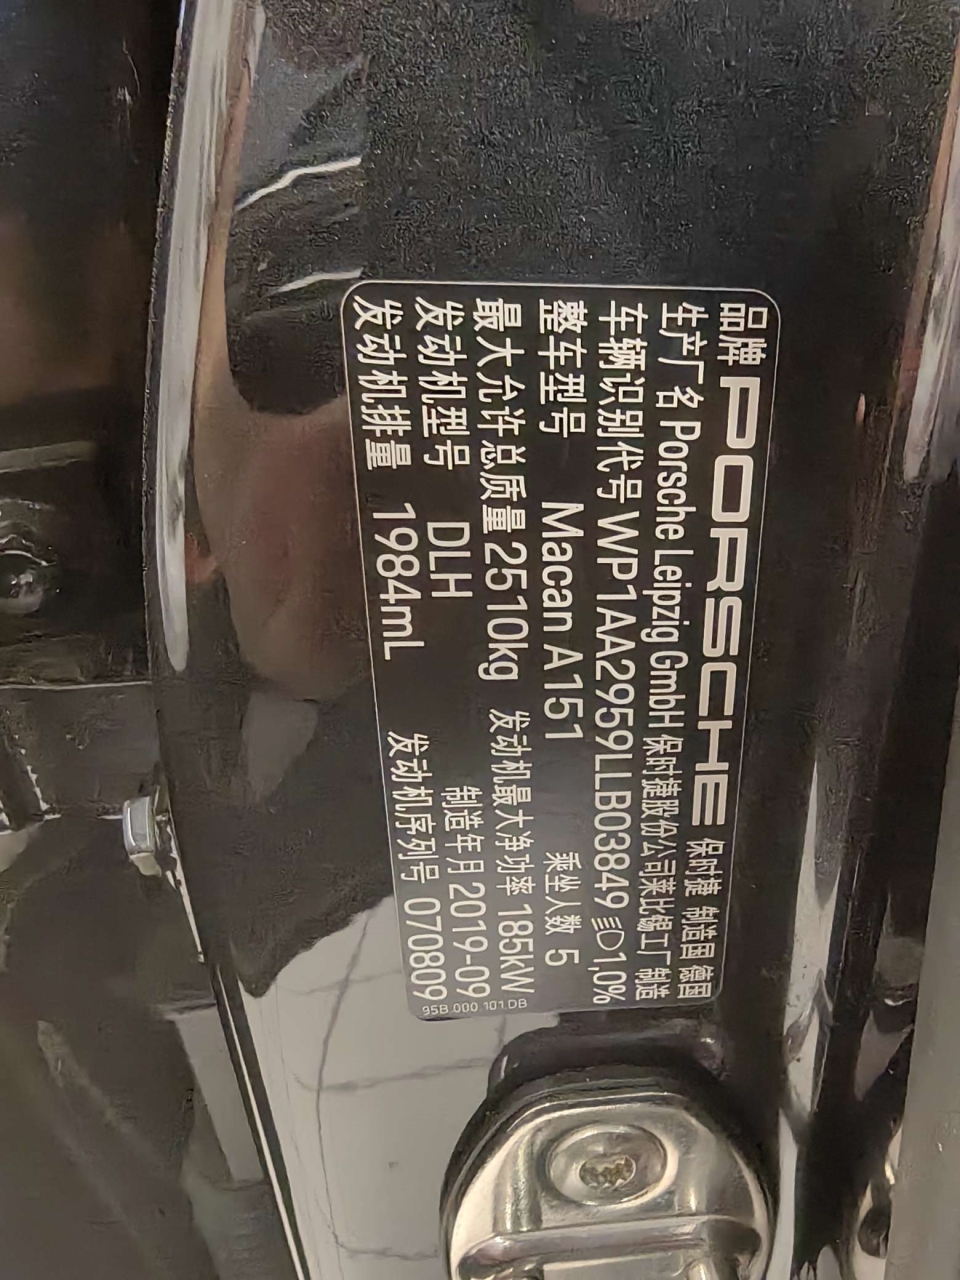 品牌 PORSCHE 保时捷 制造国 德国
生产厂名 Porsche Leipzig GmbH 保时捷股份公司莱比锡工厂制造
车辆识别代号 WP1AA2959LLB03849 1,0%
整车型号 Macan A151 乘坐人数 5
最大允许总质量 2510kg 发动机最大净功率 185kW
发动机型号 DLH 制造年月 2019-09
发动机排量 1984mL 发动机序列号 070809
95B.000.101.DB